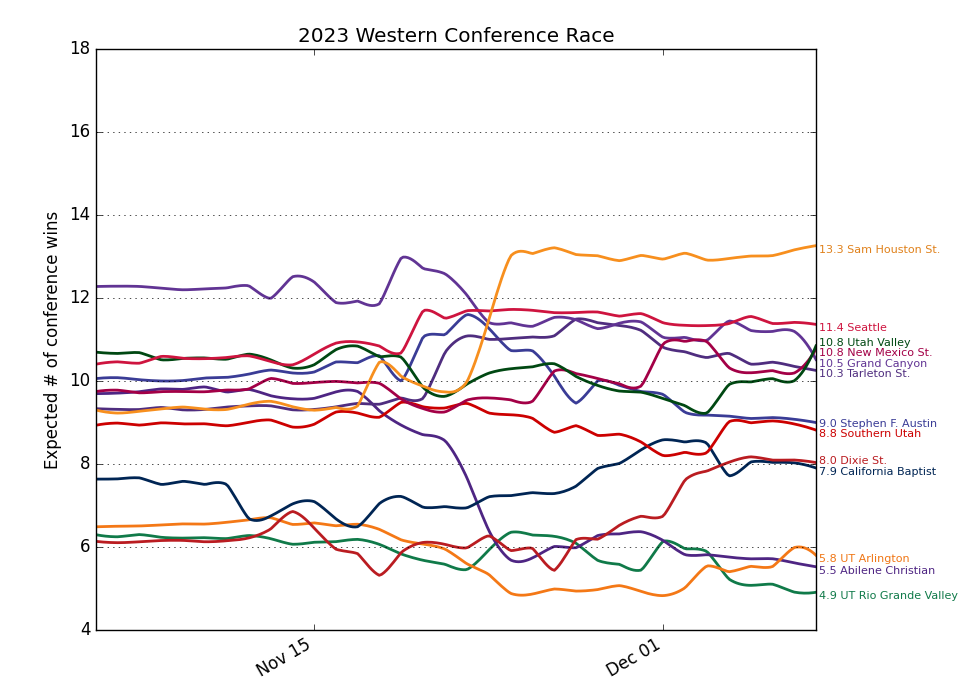 2023 Western Conference Race
Expected # of conference wins
18
16
14
12
10
8
6
4
Nov 15
Dec 01
13.3 Sam Houston St.
11.4 Seattle
10.8 Utah Valley
10.8 New Mexico St.
10.5 Grand Canyon
10.3 Tarleton St.
9.0 Stephen F. Austin
8.8 Southern Utah
8.0 Dixie St.
7.9 California Baptist
5.8 UT Arlington
5.5 Abilene Christian
4.9 UT Rio Grande Valley